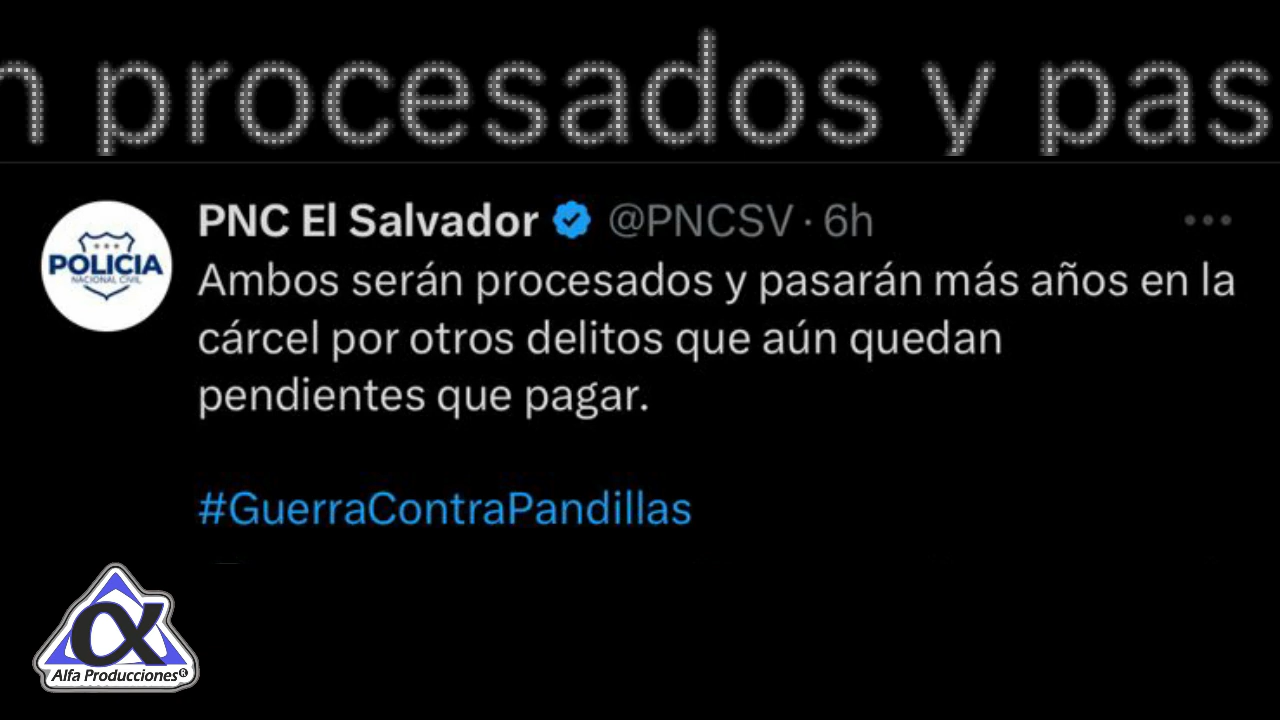 n procesados y pas
PNC El Salvador @PNCSV · 6h
POLICIA
NACIONAL CIVIL
Ambos serán procesados y pasarán más años en la
cárcel por otros delitos que aún quedan
pendientes que pagar.
#GuerraContraPandillas
α
Alfa Producciones®